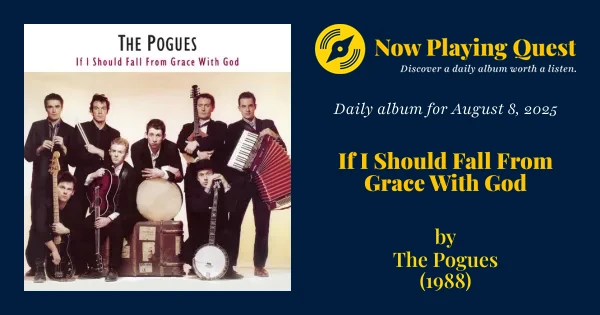 THE POGUES
If I Should Fall From Grace With God
Now Playing Quest
Discover a daily album worth a listen.
Daily album for August 8, 2025
If I Should Fall From
Grace With God
by
The Pogues
(1988)